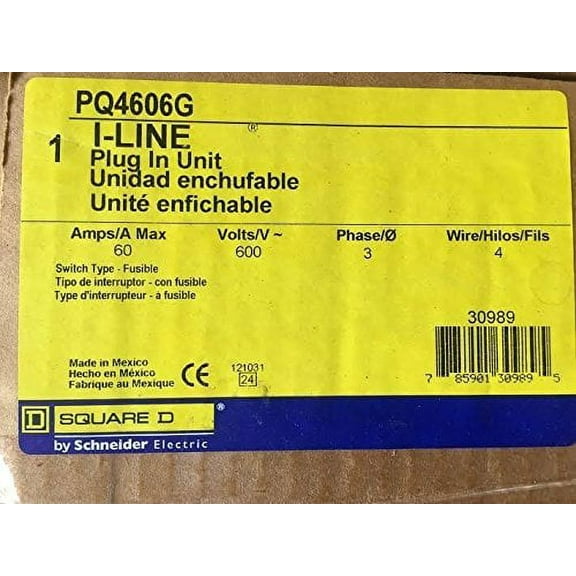 PQ4606G
1
I-LINE®
Plug In Unit
Unidad enchufable
Unité enfichable
Amps/A Max Volts/V ~ Phase/Ø Wire/Hilos/Fils
60 600 3 4
Switch Type - Fusible
Tipo de interruptor - con fusible
Type d'interrupteur - a fusible
30989
7 85901 30989 5
Made in Mexico
Hecho en México
Fabrique au Mexique
CE
121031
24
D SQUARE D®
by Schneider Electric